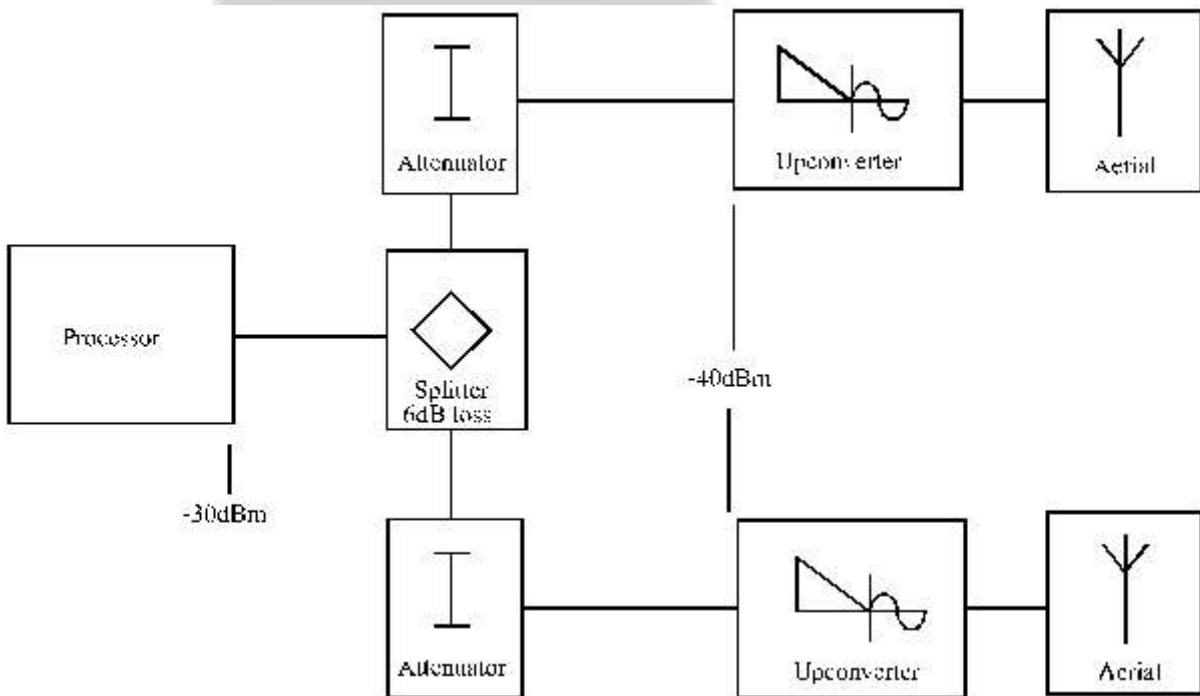 Attenuator
Upconverter
Aerial
Processor
Splitter
6dB loss
-40dBm
-30dBm
Attenuator
Upconverter
Aerial